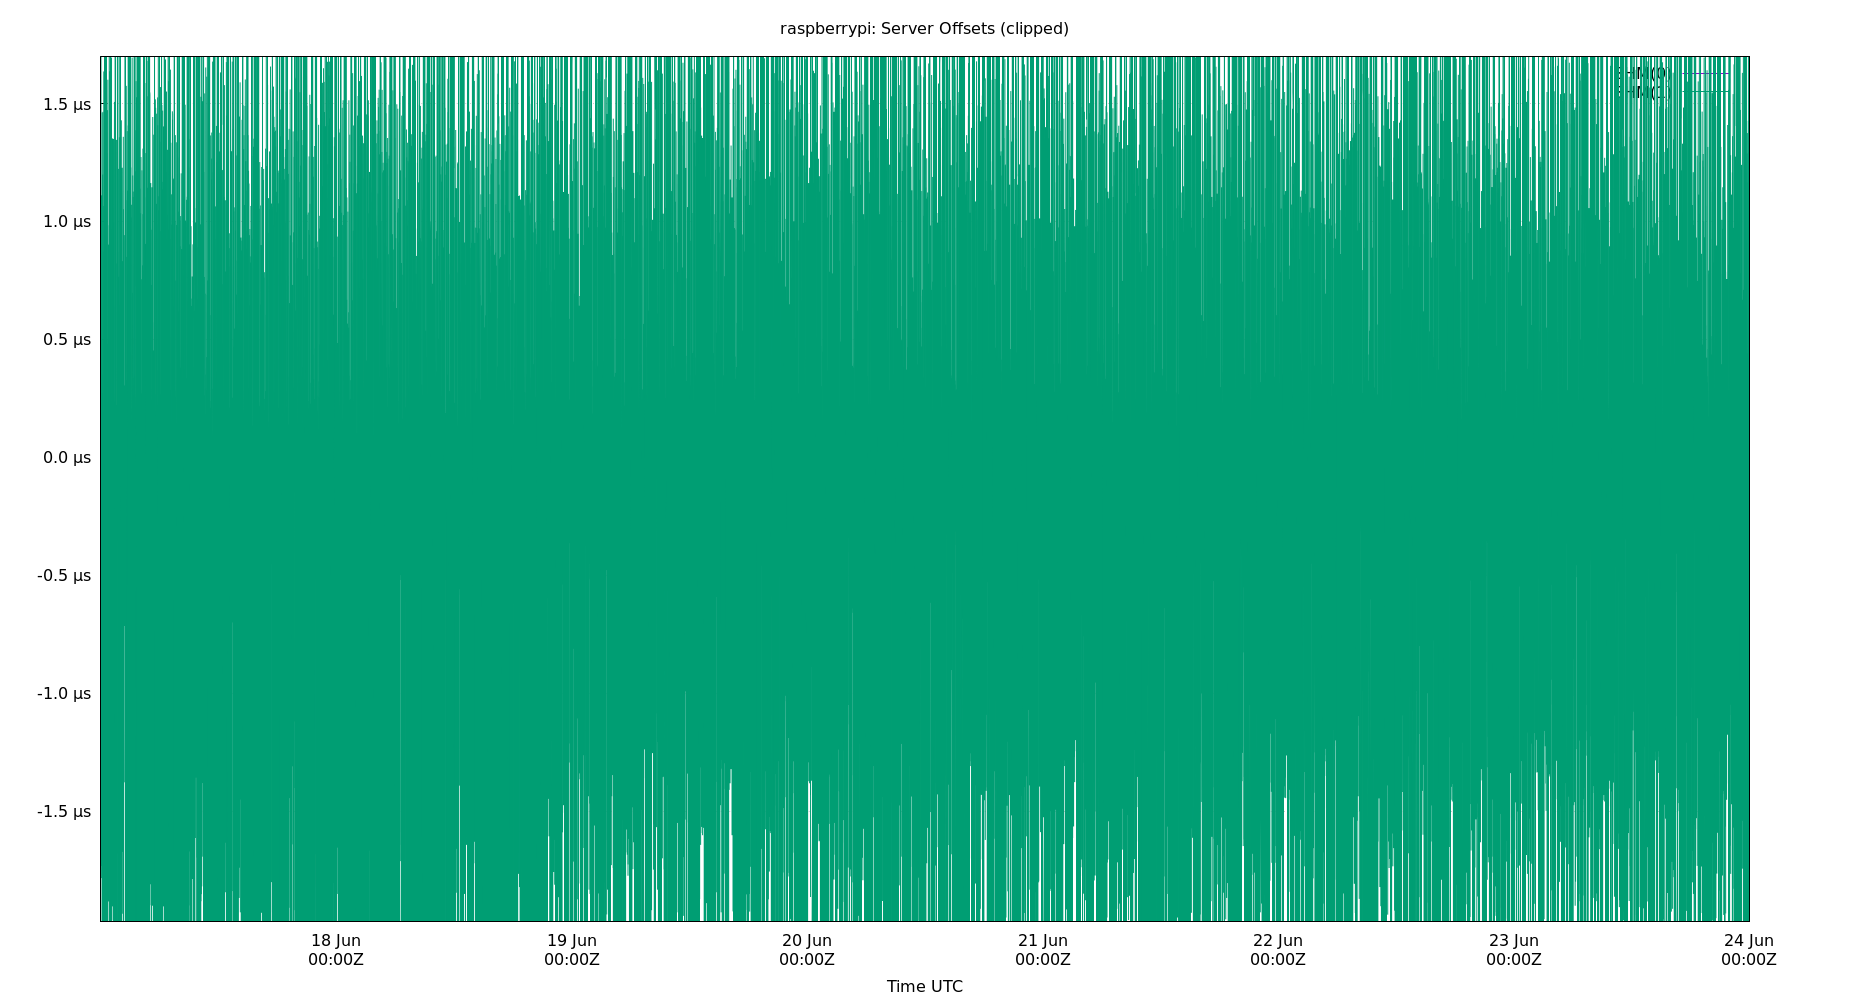 raspberrypi: Server Offsets (clipped)
SHM(0)
1.5 µs
1.0 µs
0.5 µs
0.0 µs
-0.5 µs
-1.0 µs
-1.5 µs
18 Jun
00:00Z
19 Jun
00:00Z
20 Jun
00:00Z
21 Jun
00:00Z
22 Jun
00:00Z
23 Jun
00:00Z
24 Jun
00:00Z
Time UTC